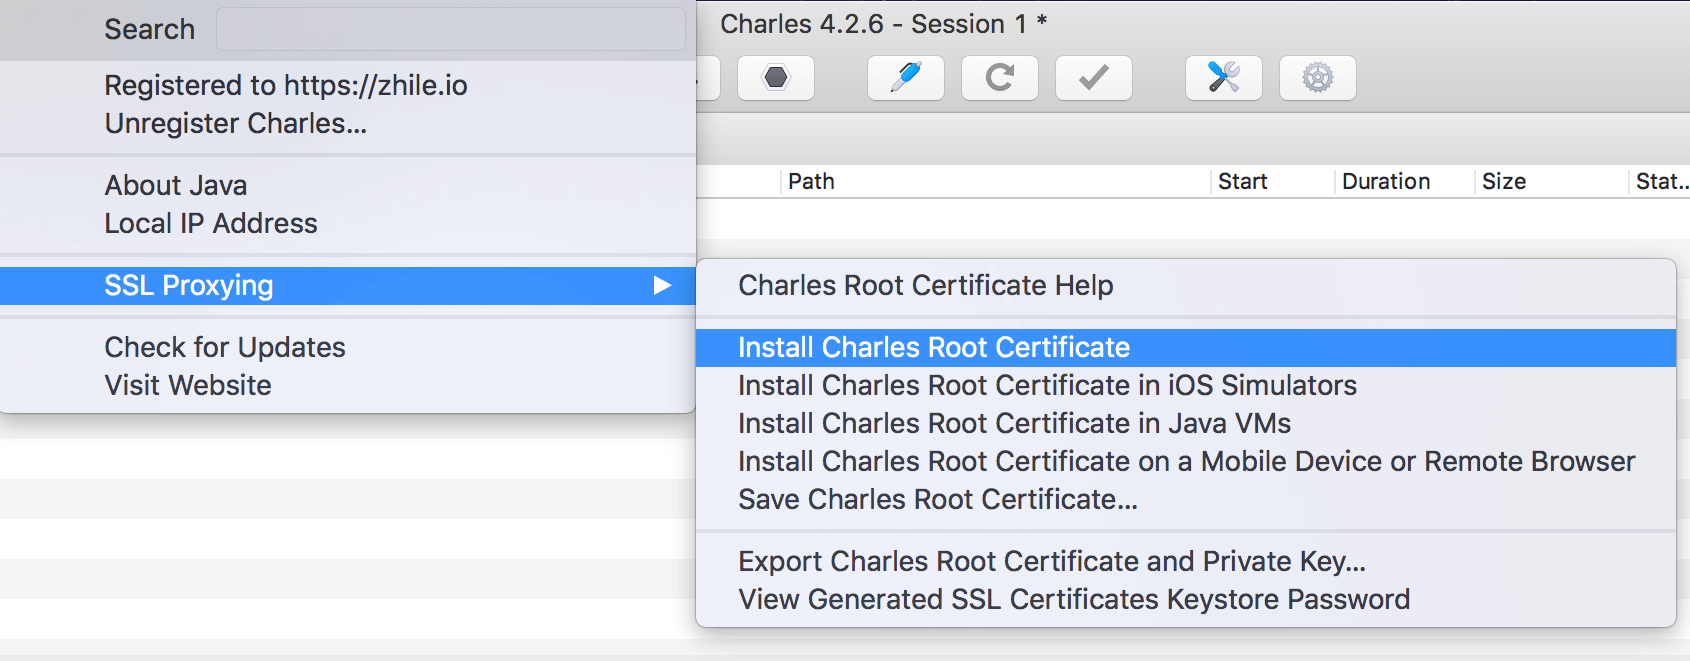 Charles 4.2.6 - Session 1 *
Search
Registered to https://zhile.io
Unregister Charles...
About Java
Local IP Address
SSL Proxying
Check for Updates
Visit Website
Path Start Duration Size Stat...
Charles Root Certificate Help
Install Charles Root Certificate
Install Charles Root Certificate in iOS Simulators
Install Charles Root Certificate in Java VMs
Install Charles Root Certificate on a Mobile Device or Remote Browser
Save Charles Root Certificate...
Export Charles Root Certificate and Private Key...
View Generated SSL Certificates Keystore Password